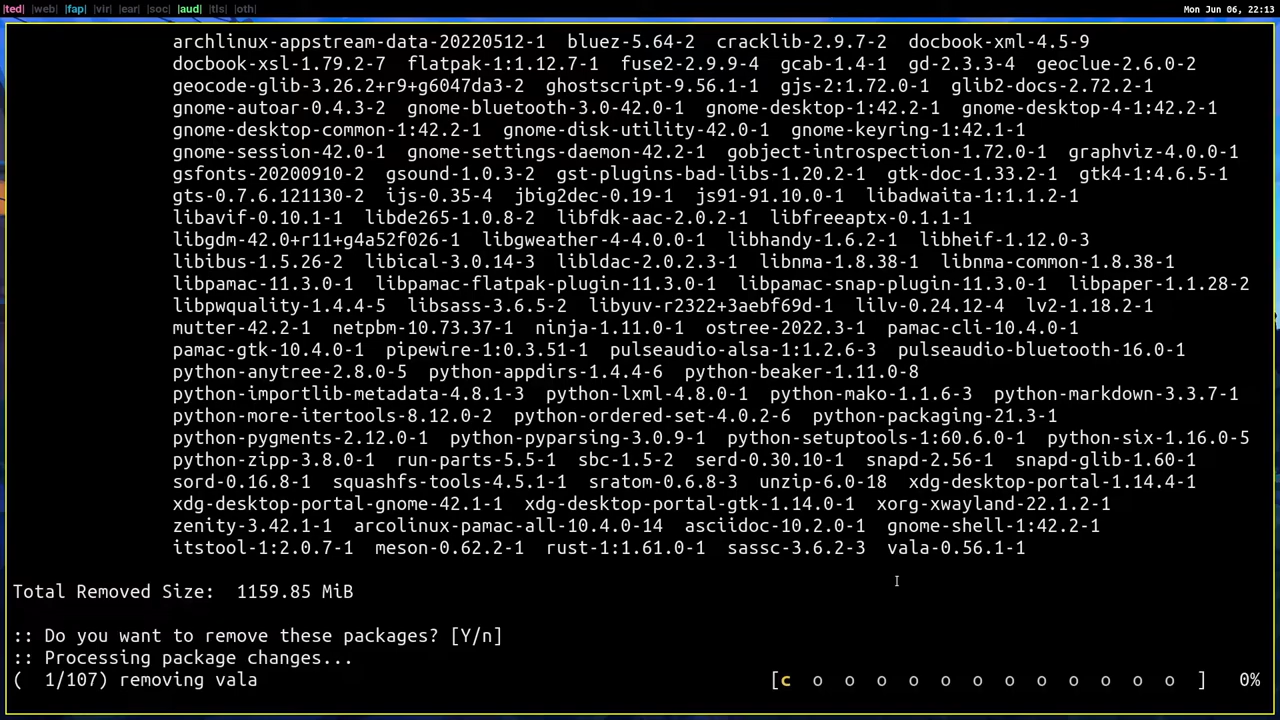 |ted| |web| |fap| |vir| |ear| |soc| |aud| |tls| |oth|
Mon Jun 06, 22:13
archlinux-appstream-data-20220512-1 bluez-5.64-2 cracklib-2.9.7-2 docbook-xml-4.5-9
docbook-xsl-1.79.2-7 flatpak-1:1.12.7-1 fuse2-2.9.9-4 gcab-1.4-1 gd-2.3.3-4 geoclue-2.6.0-2
geocode-glib-3.26.2+r9+g6047da3-2 ghostscript-9.56.1-1 gjs-2:1.72.0-1 glib2-docs-2.72.2-1
gnome-autoar-0.4.3-2 gnome-bluetooth-3.0-42.0-1 gnome-desktop-1:42.2-1 gnome-desktop-4-1:42.2-1
gnome-desktop-common-1:42.2-1 gnome-disk-utility-42.0-1 gnome-keyring-1:42.1-1
gnome-session-42.0-1 gnome-settings-daemon-42.2-1 gobject-introspection-1.72.0-1 graphviz-4.0.0-1
gsfonts-20200910-2 gsound-1.0.3-2 gst-plugins-bad-libs-1.20.2-1 gtk-doc-1.33.2-1 gtk4-1:4.6.5-1
gts-0.7.6.121130-2 ijs-0.35-4 jbig2dec-0.19-1 js91-91.10.0-1 libadwaita-1:1.1.2-1
libavif-0.10.1-1 libde265-1.0.8-2 libfdk-aac-2.0.2-1 libfreeaptx-0.1.1-1
libgdm-42.0+r11+g4a52f026-1 libgweather-4-4.0.0-1 libhandy-1.6.2-1 libheif-1.12.0-3
libibus-1.5.26-2 libical-3.0.14-3 libldac-2.0.2.3-1 libnma-1.8.38-1 libnma-common-1.8.38-1
libpamac-11.3.0-1 libpamac-flatpak-plugin-11.3.0-1 libpamac-snap-plugin-11.3.0-1 libpaper-1.1.28-2
libpwquality-1.4.4-5 libsass-3.6.5-2 libyuv-r2322+3aebf69d-1 lilv-0.24.12-4 lv2-1.18.2-1
mutter-42.2-1 netpbm-10.73.37-1 ninja-1.11.0-1 ostree-2022.3-1 pamac-cli-10.4.0-1
pamac-gtk-10.4.0-1 pipewire-1:0.3.51-1 pulseaudio-alsa-1:1.2.6-3 pulseaudio-bluetooth-16.0-1
python-anytree-2.8.0-5 python-appdirs-1.4.4-6 python-beaker-1.11.0-8
python-importlib-metadata-4.8.1-3 python-lxml-4.8.0-1 python-mako-1.1.6-3 python-markdown-3.3.7-1
python-more-itertools-8.12.0-2 python-ordered-set-4.0.2-6 python-packaging-21.3-1
python-pygments-2.12.0-1 python-pyparsing-3.0.9-1 python-setuptools-1:60.6.0-1 python-six-1.16.0-5
python-zipp-3.8.0-1 run-parts-5.5-1 sbc-1.5-2 serd-0.30.10-1 snapd-2.56-1 snapd-glib-1.60-1
sord-0.16.8-1 squashfs-tools-4.5.1-1 sratom-0.6.8-3 unzip-6.0-18 xdg-desktop-portal-1.14.4-1
xdg-desktop-portal-gnome-42.1-1 xdg-desktop-portal-gtk-1.14.0-1 xorg-xwayland-22.1.2-1
zenity-3.42.1-1 arcolinux-pamac-all-10.4.0-14 asciidoc-10.2.0-1 gnome-shell-1:42.2-1
itstool-1:2.0.7-1 meson-0.62.2-1 rust-1:1.61.0-1 sassc-3.6.2-3 vala-0.56.1-1
Total Removed Size: 1159.85 MiB
:: Do you want to remove these packages? [Y/n]
:: Processing package changes...
( 1/107) removing vala [c o o o o o o o o o o o o ] 0%